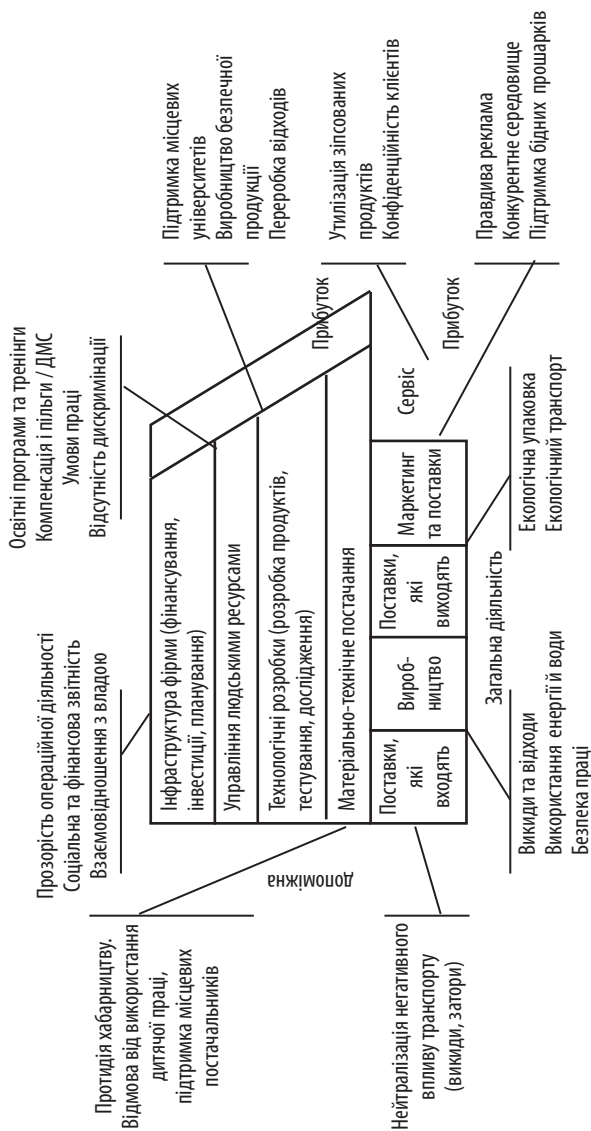 Протидія хабарництву.
Відмова від використання
дитячої праці,
підтримка місцевих
постачальників
Прозорість операційної діяльності
Соціальна та фінансова звітність
Взаємовідношення з владою
Освітні програми та тренінги
Компенсація і пільги / ДМС
Умови праці
Відсутність дискримінації
Підтримка місцевих
університетів
Виробництво безпечної
продукції
Переробка відходів
допоміжна
Інфраструктура фірми (фінансування,
інвестиції, планування)
Управління людськими ресурсами
Технологічні розробки (розробка продуктів,
тестування, дослідження)
Матеріально-технічне постачання
Прибуток
Поставки,
які
входять
Вироб-
ництво
Поставки,
які
виходять
Маркетинг
та поставки
Сервіс
Прибуток
Утилізація зіпсованих
продуктів
Конфіденційність клієнтів
Загальна діяльність
Нейтралізація негативного
впливу транспорту
(викиди, затори)
Викиди та відходи
Використання енергії й води
Безпека праці
Екологічна упаковка
Екологічний транспорт
Правдива реклама
Конкурентне середовище
Підтримка бідних прошарків